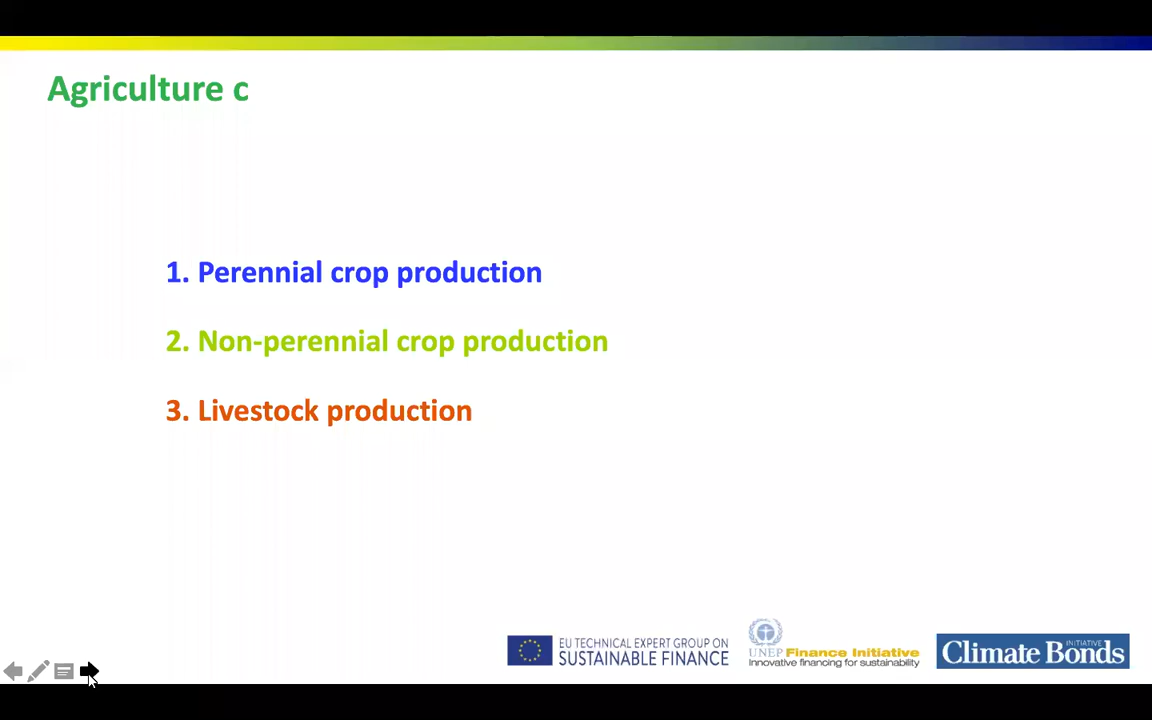 Agriculture c
1. Perennial crop production
2. Non-perennial crop production
3. Livestock production
EU TECHNICAL EXPERT GROUP ON
SUSTAINABLE FINANCE
UNEP Finance Initiative
Innovative financing for sustainability
INITIATIVE
Climate Bonds